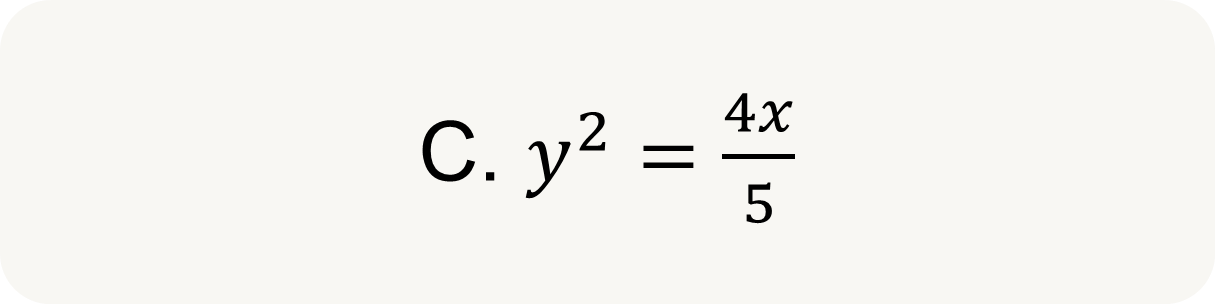 C. y² = 4x/5